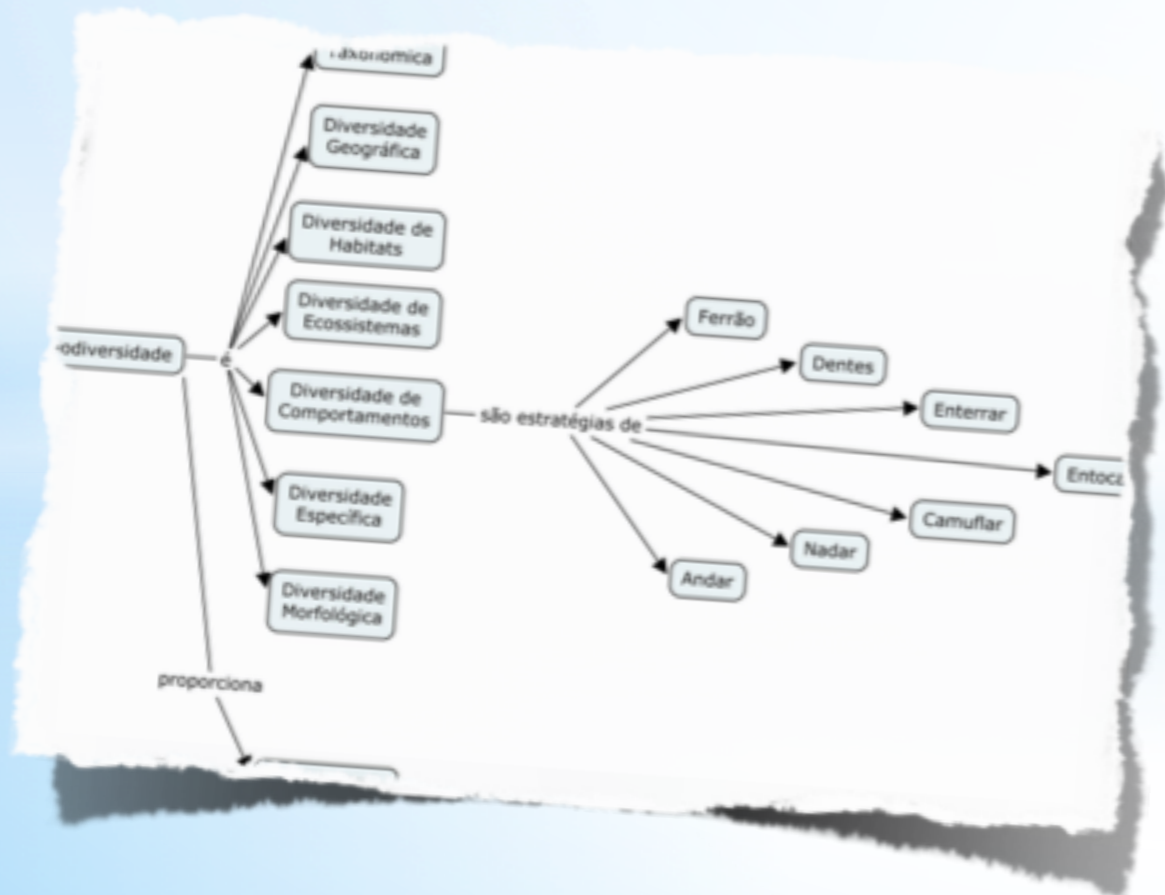 Diversidade
Geográfica
Diversidade de
Habitats
Diversidade de
Ecossistemas
é
Diversidade de
Comportamentos
são estratégias de
Ferrão
Dentes
Enterrar
Camuflar
Nadar
Andar
Diversidade
Específica
Diversidade
Morfológica
proporciona